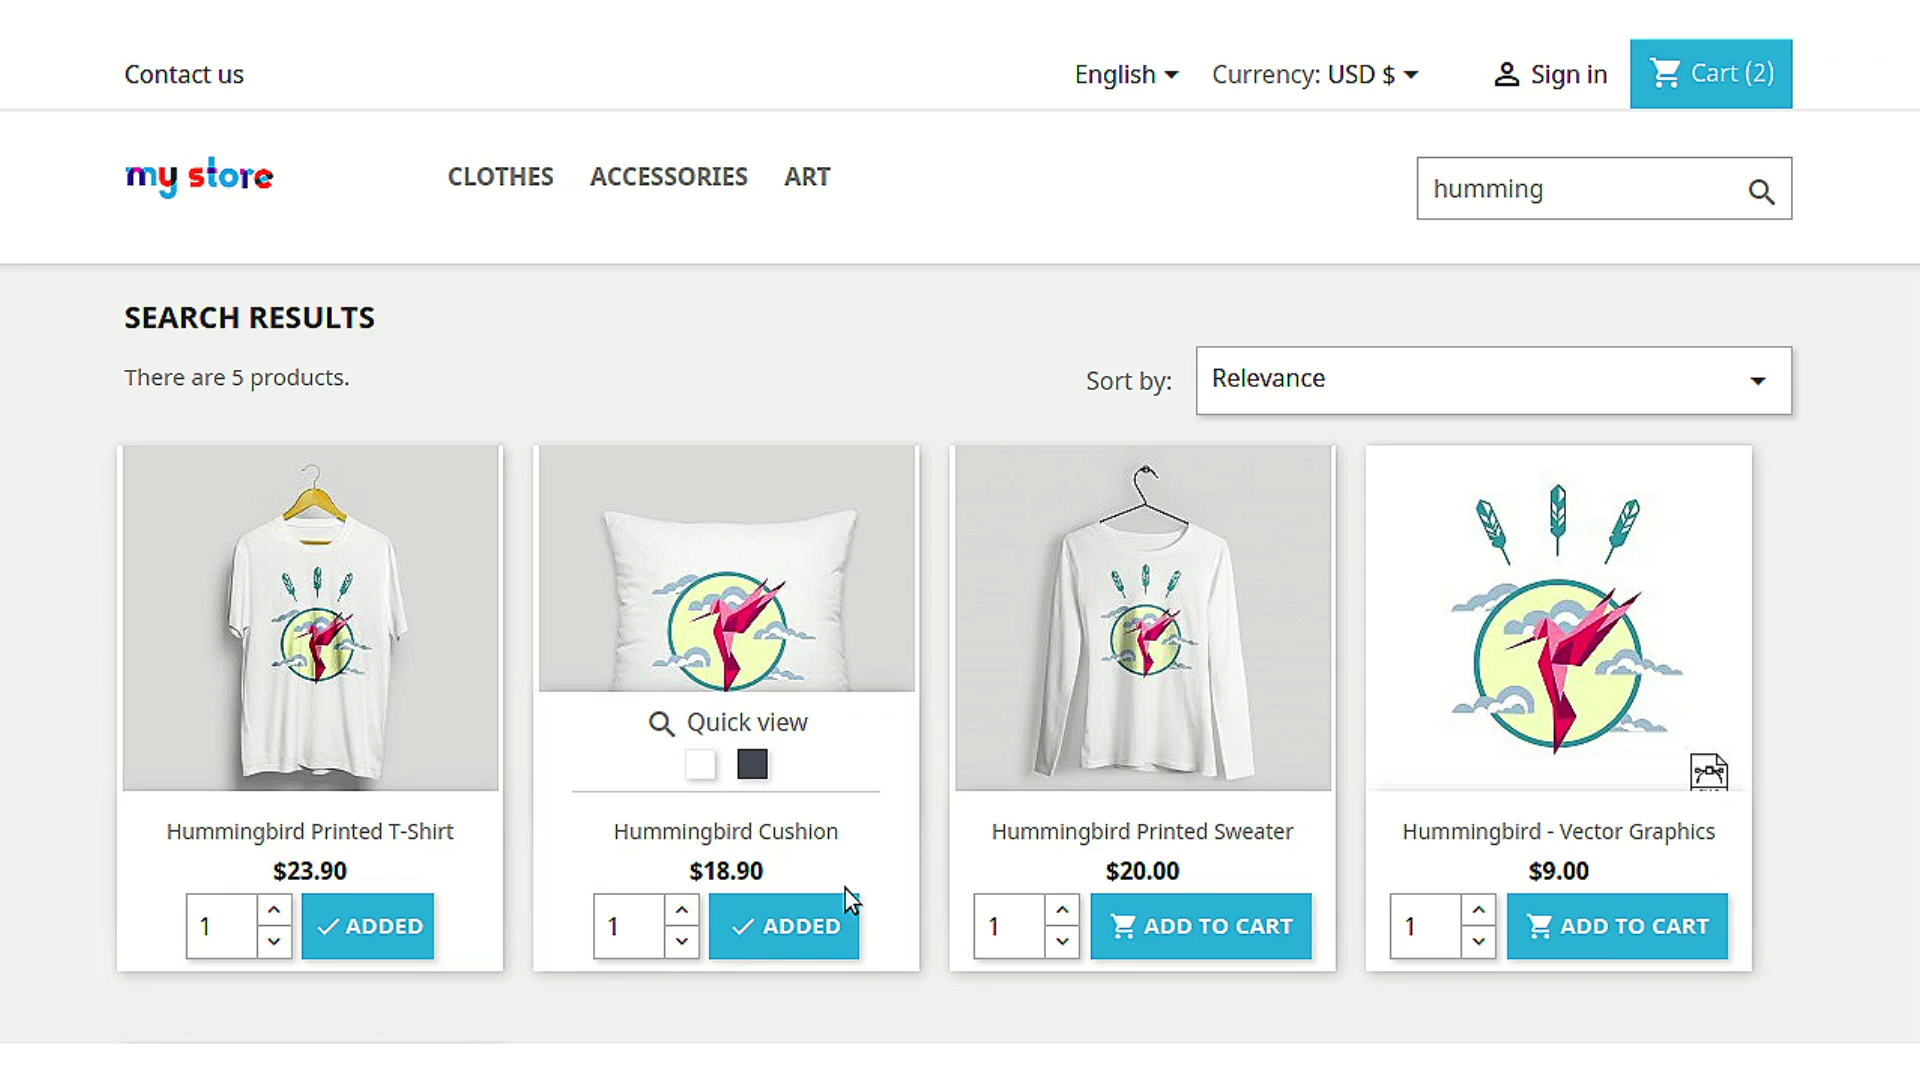 Contact us
English
Currency: USD $
Sign in
Cart (2)
my store
CLOTHES
ACCESSORIES
ART
humming
SEARCH RESULTS
There are 5 products.
Sort by:
Relevance
Quick view
Hummingbird Printed T-Shirt
$23.90
1
ADDED
Hummingbird Cushion
$18.90
1
ADDED
Hummingbird Printed Sweater
$20.00
1
ADD TO CART
Hummingbird - Vector Graphics
$9.00
1
ADD TO CART